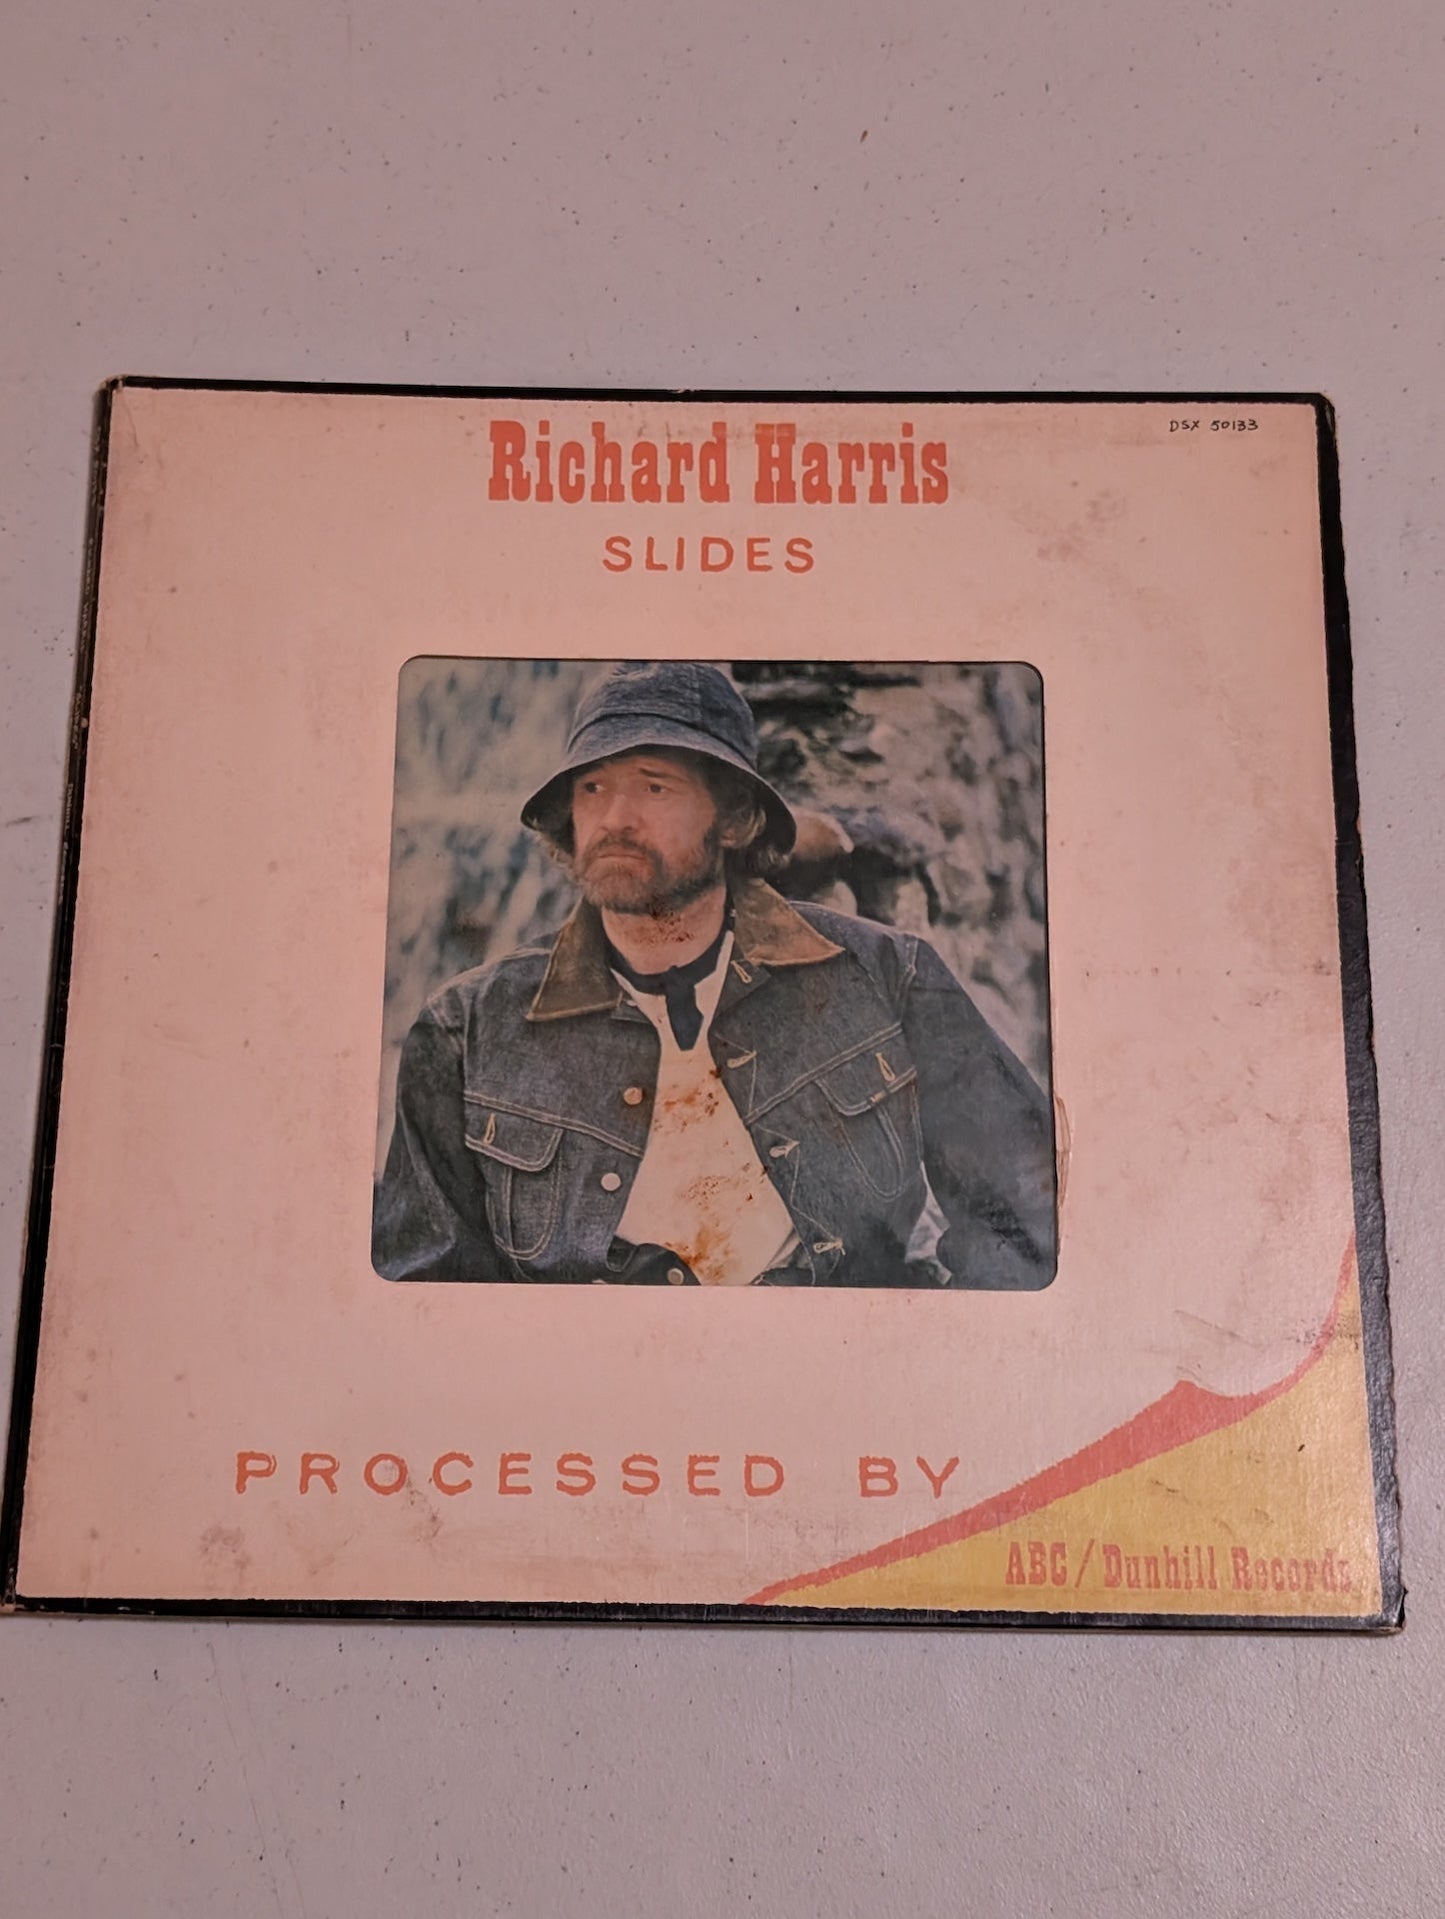 DSX 50133
Richard Harris
SLIDES
PROCESSED BY
ABC / Dunhill Records